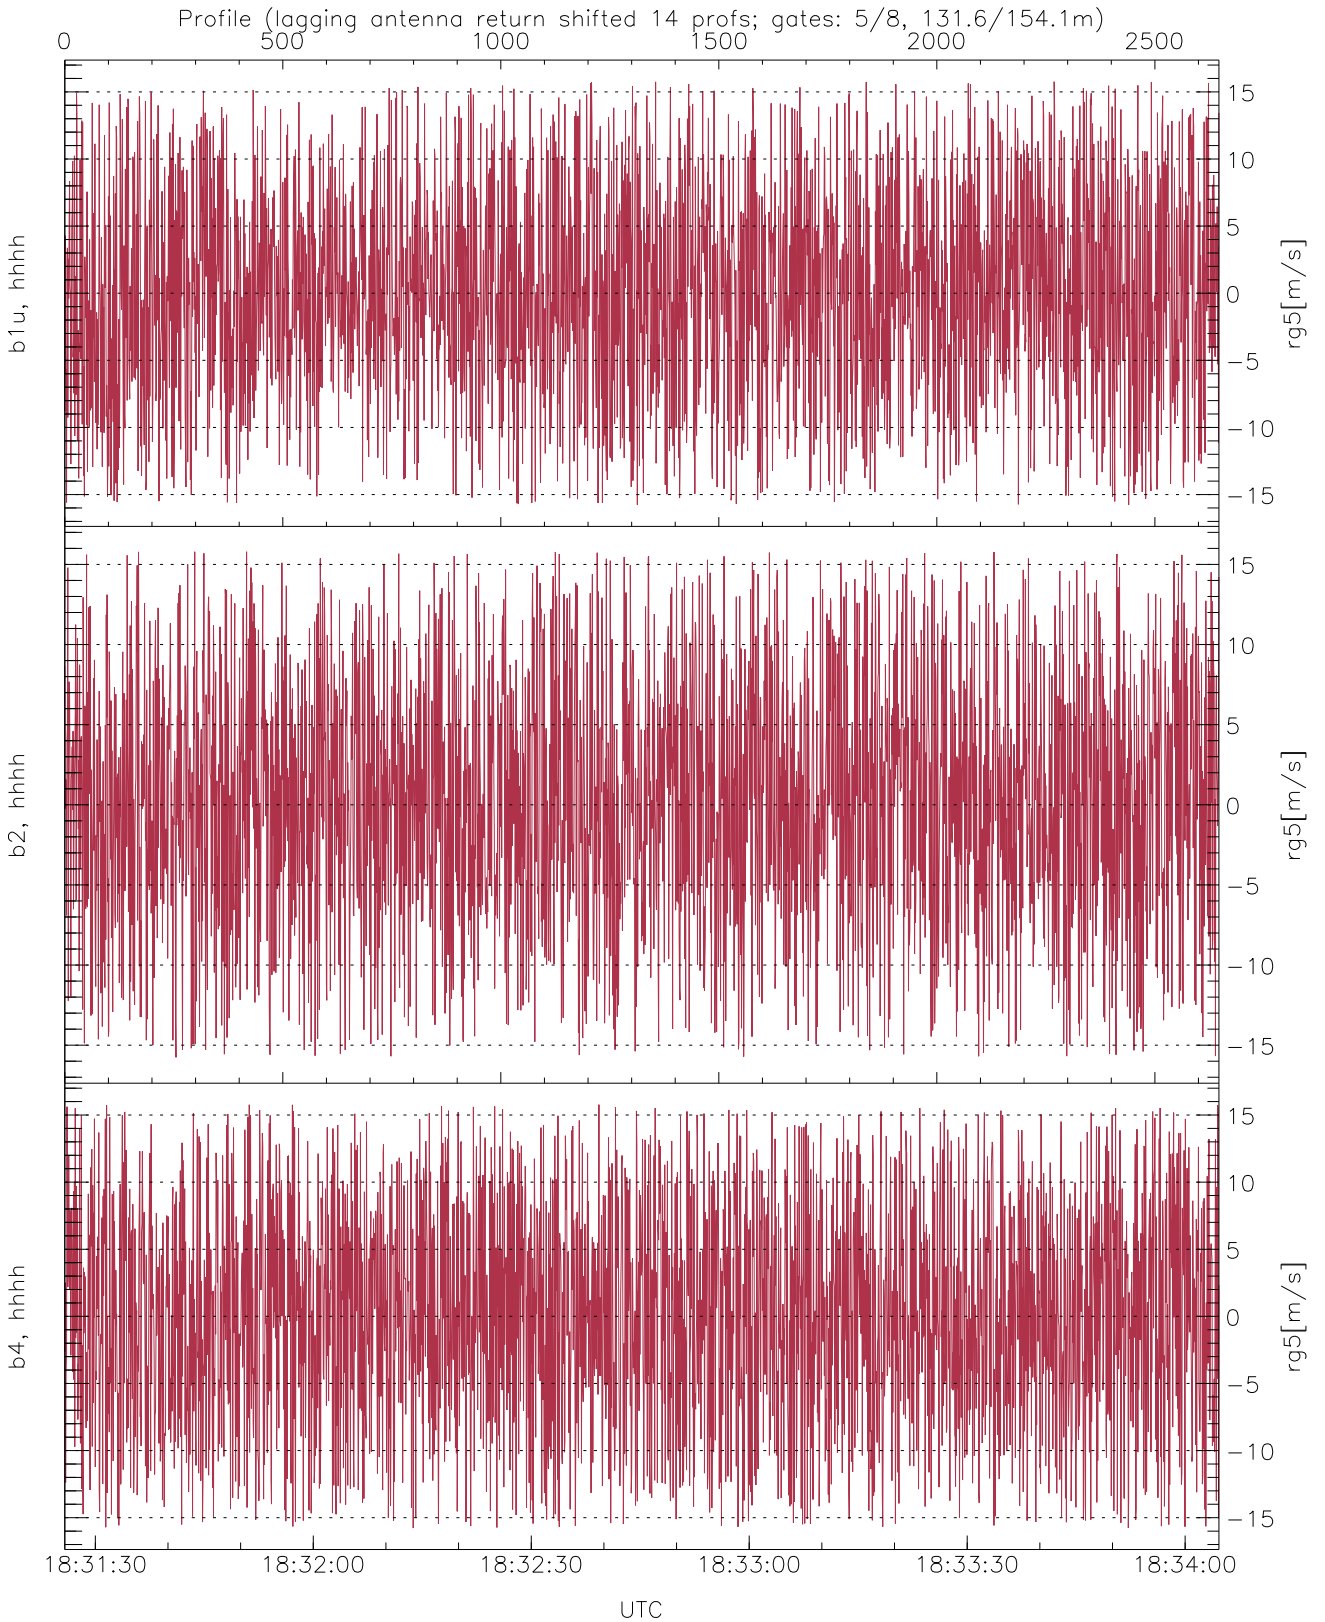 Profile (lagging antenna return shifted 14 profs; gates: 5/8, 131.6/154.1m)
0 500 1000 1500 2000 2500
b1u, hhhh
15
10
5
0
−5
−10
−15
rg5[m/s]
b2, hhhh
15
10
5
0
−5
−10
−15
rg5[m/s]
b4, hhhh
15
10
5
0
−5
−10
−15
rg5[m/s]
18:31:30 18:32:00 18:32:30 18:33:00 18:33:30 18:34:00
UTC